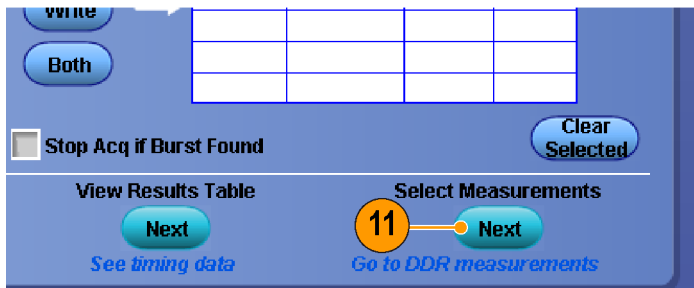 Write
Both
Stop Acq if Burst Found
Clear
Selected
View Results Table
Select Measurements
Next
11
Next
See timing data
Go to DDR measurements